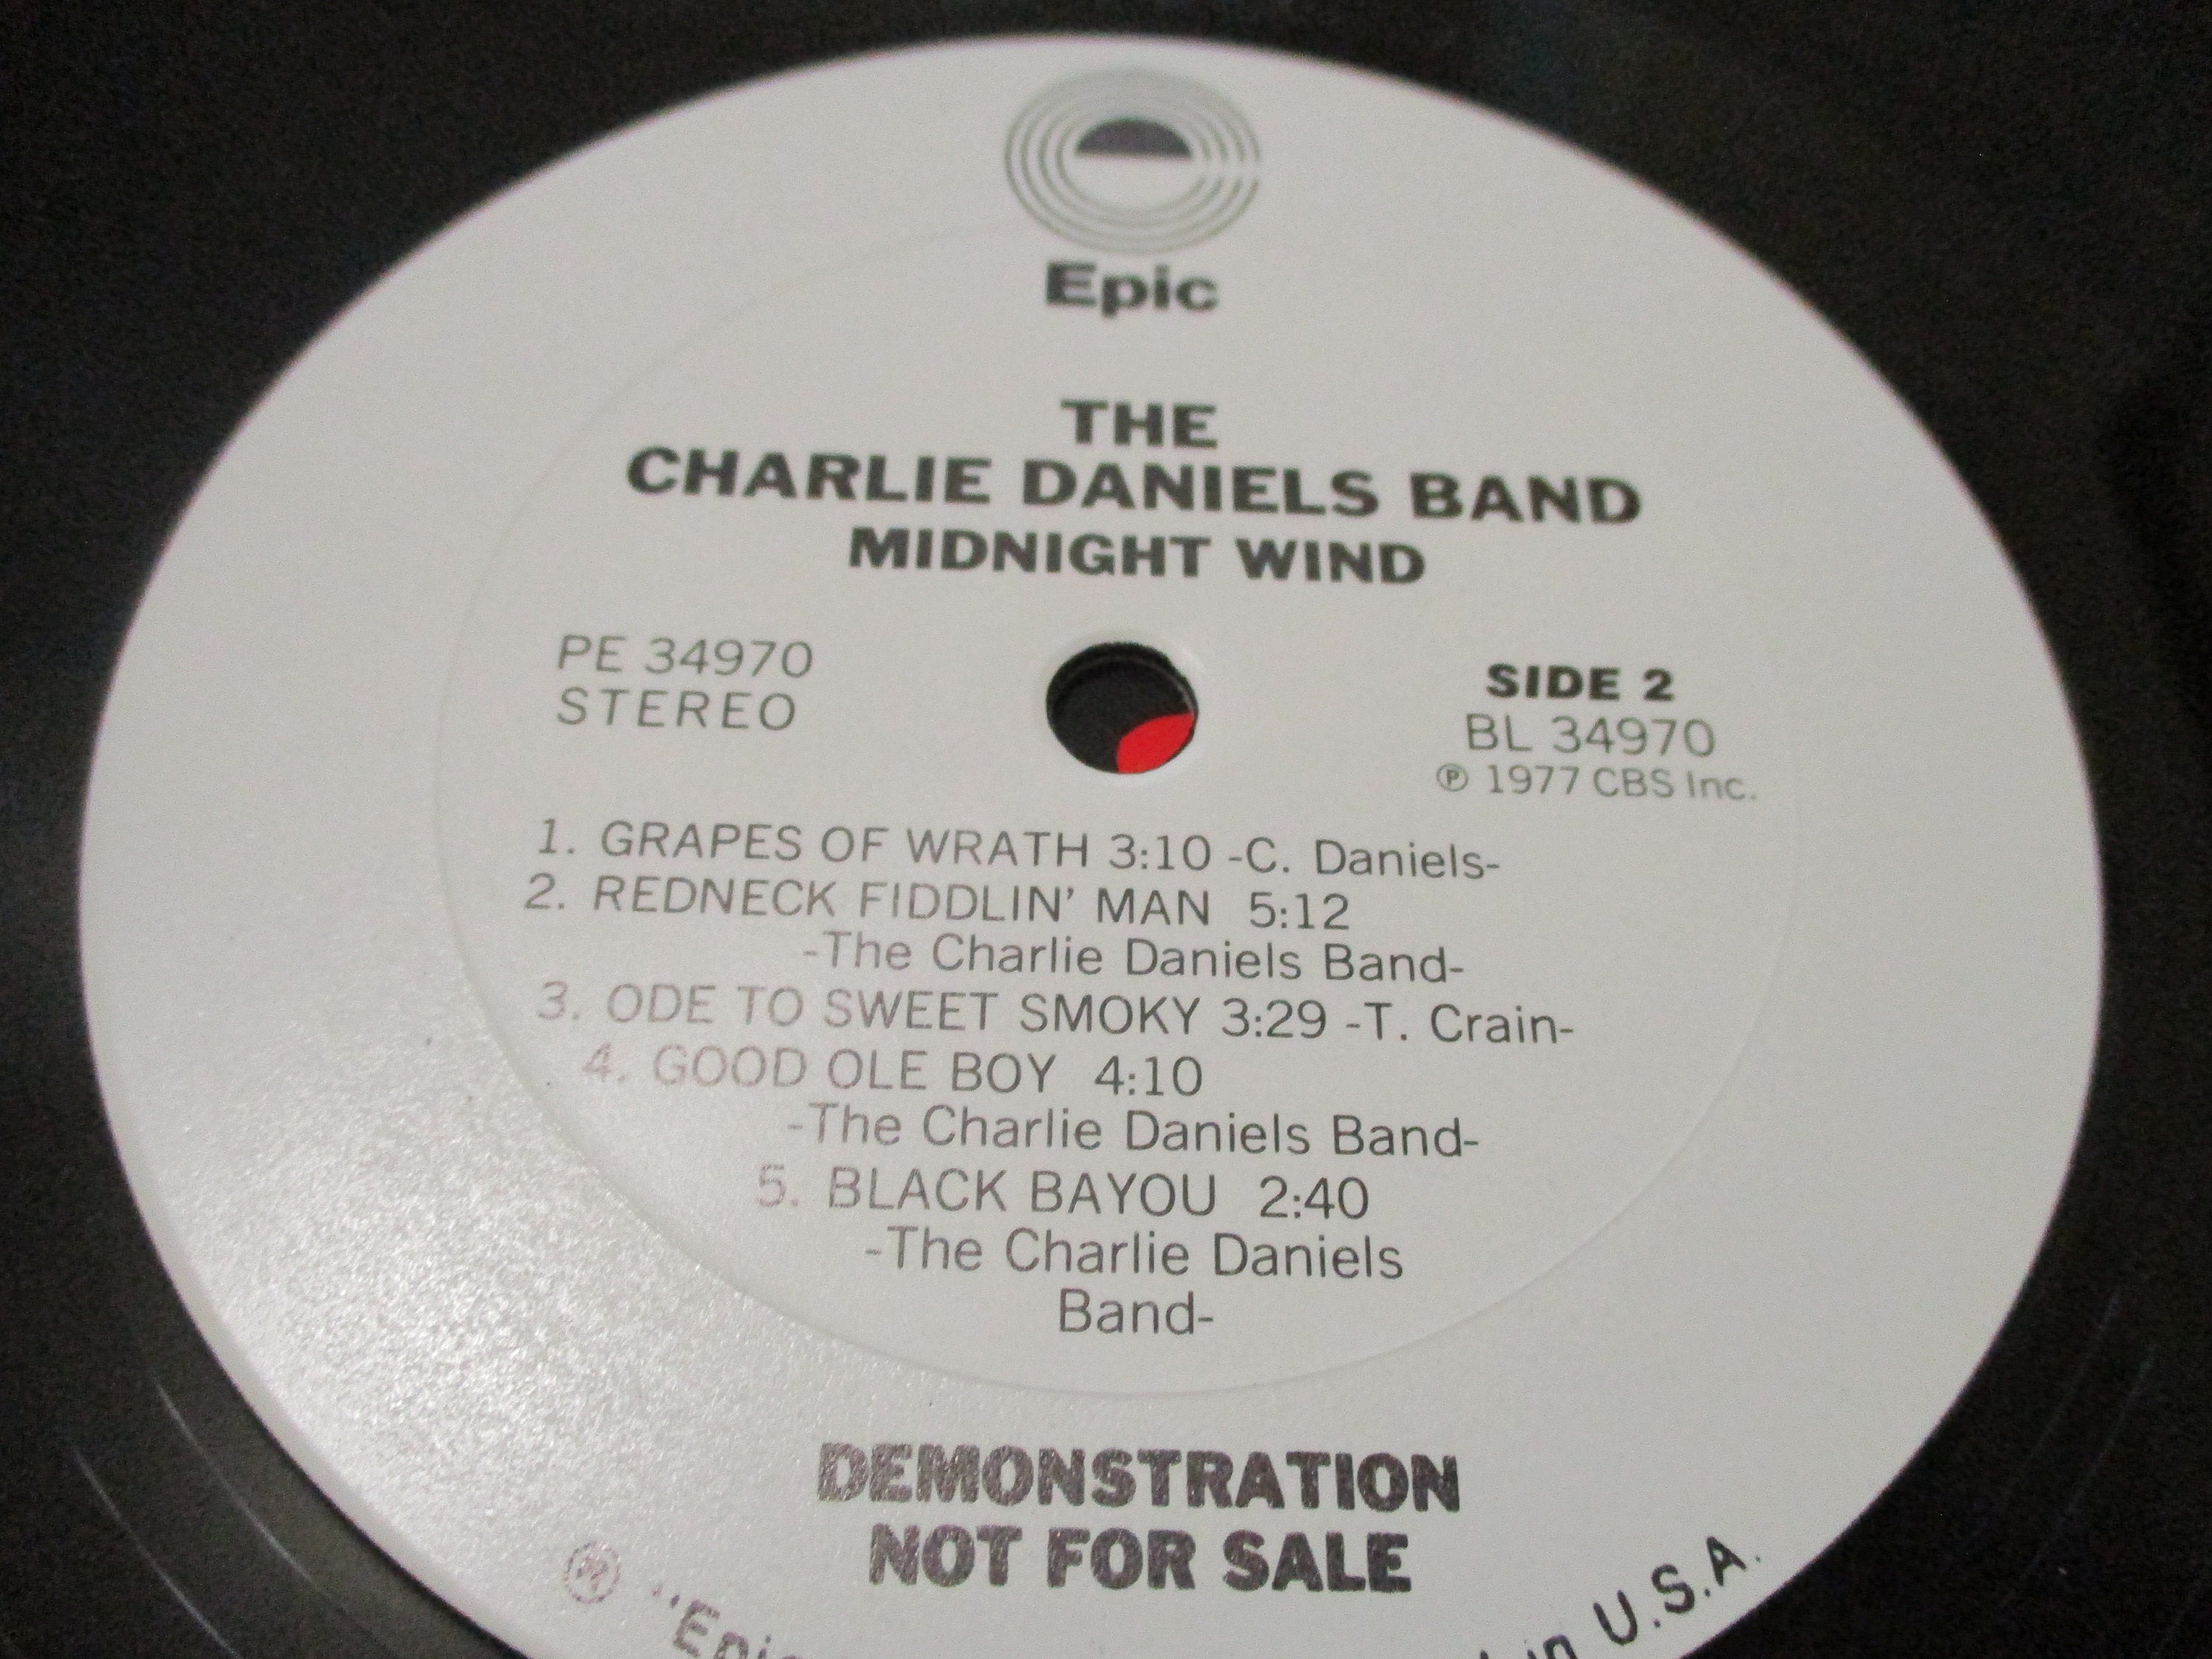 Epic
THE
CHARLIE DANIELS BAND
MIDNIGHT WIND
PE 34970
STEREO
SIDE 2
BL 34970
℗ 1977 CBS Inc.
1. GRAPES OF WRATH 3:10 -C. Daniels-
2. REDNECK FIDDLIN' MAN 5:12
-The Charlie Daniels Band-
3. ODE TO SWEET SMOKY 3:29 -T. Crain-
4. GOOD OLE BOY 4:10
-The Charlie Daniels Band-
5. BLACK BAYOU 2:40
-The Charlie Daniels
Band-
DEMONSTRATION
NOT FOR SALE
® "Epic
in U.S.A.